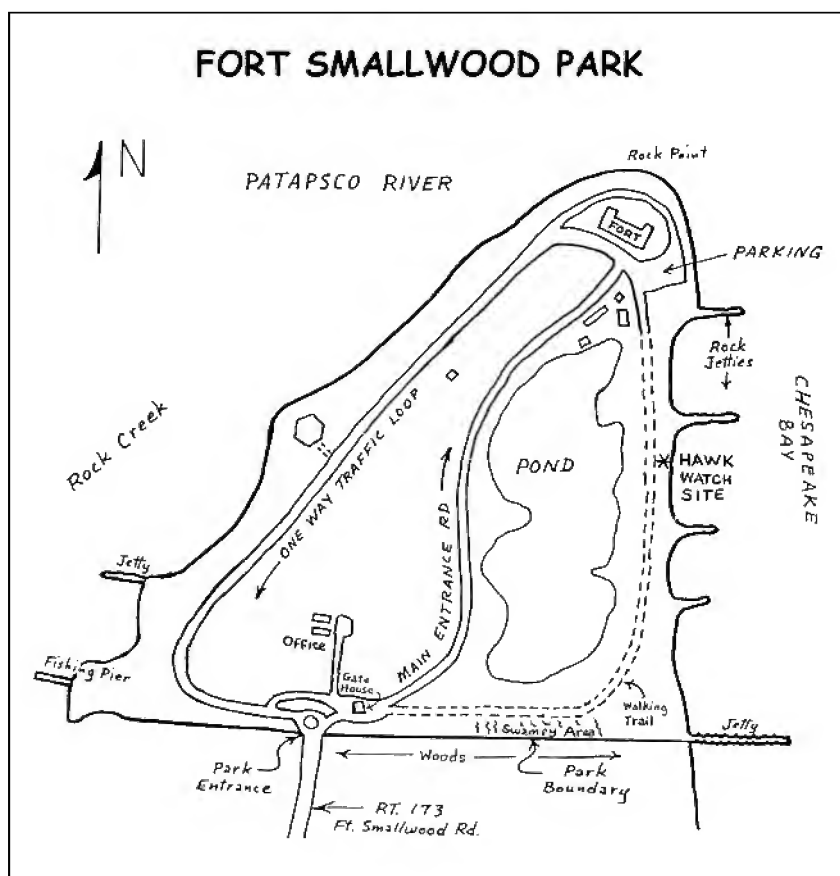 FORT SMALLWOOD PARK
N
PATAPSCO RIVER
Rock Point
FORT
PARKING
Rock
Jetties
CHESAPEAKE
BAY
Rock Creek
ONE WAY TRAFFIC LOOP
POND
HAWK
WATCH
SITE
MAIN ENTRANCE RD
Jetty
OFFICE
Fishing Pier
Gate
House
Walking
Trail
Swampy Area
Jetty
Park
Entrance
Woods
Park
Boundary
RT. 173
Ft. Smallwood Rd.